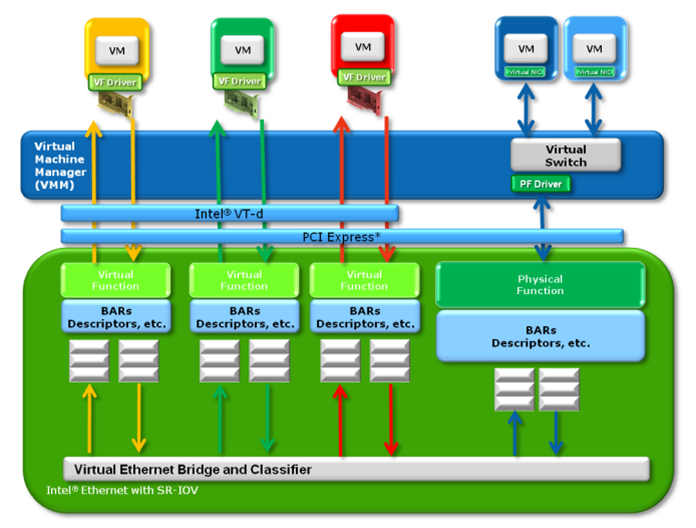 VM
VM
VM
VM
VM
VF Driver
VF Driver
VF Driver
(Virtual NIC)
(Virtual NIC)
Virtual
Machine
Manager
(VMM)
Virtual
Switch
PF Driver
Intel® VT-d
PCI Express*
Virtual
Function
Virtual
Function
Virtual
Function
Physical
Function
BARs
Descriptors, etc.
BARs
Descriptors, etc.
BARs
Descriptors, etc.
BARs
Descriptors, etc.
Virtual Ethernet Bridge and Classifier
Intel® Ethernet with SR-IOV